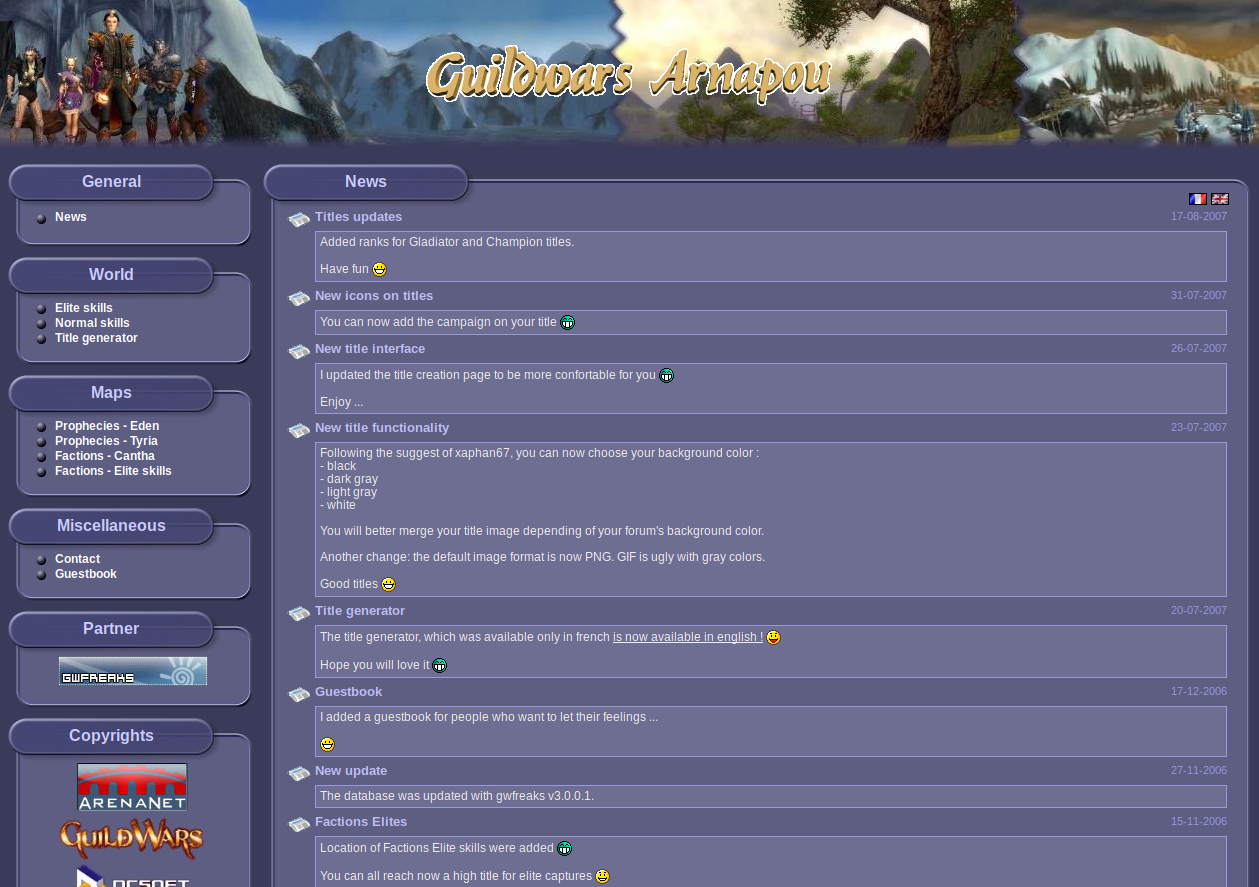 Guildwars Arnapou
General
News
World
Elite skills
Normal skills
Title generator
Maps
Prophecies - Eden
Prophecies - Tyria
Factions - Cantha
Factions - Elite skills
Miscellaneous
Contact
Guestbook
Partner
GWFREAKS
Copyrights
ARENANET
GUILDWARS
News
Titles updates 17-08-2007
Added ranks for Gladiator and Champion titles.
Have fun
New icons on titles 31-07-2007
You can now add the campaign on your title
New title interface 26-07-2007
I updated the title creation page to be more confortable for you
Enjoy ...
New title functionality 23-07-2007
Following the suggest of xaphan67, you can now choose your background color :
- black
- dark gray
- light gray
- white
You will better merge your title image depending of your forum's background color.
Another change: the default image format is now PNG. GIF is ugly with gray colors.
Good titles
Title generator 20-07-2007
The title generator, which was available only in french is now available in english !
Hope you will love it
Guestbook 17-12-2006
I added a guestbook for people who want to let their feelings ...
New update 27-11-2006
The database was updated with gwfreaks v3.0.0.1.
Factions Elites 15-11-2006
Location of Factions Elite skills were added
You can all reach now a high title for elite captures